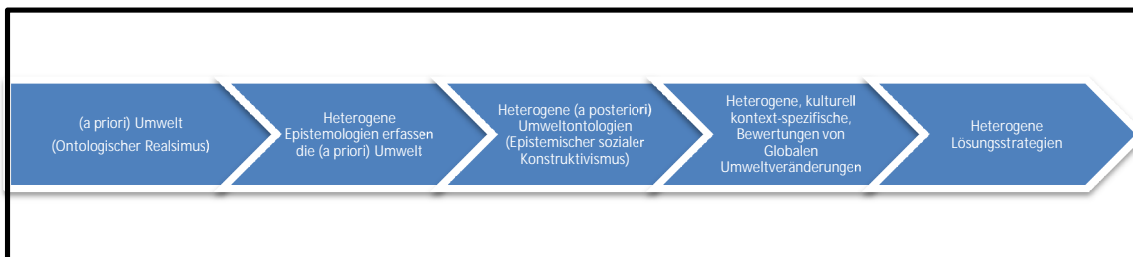 (a priori) Umwelt
(Ontologischer Realsimus)
Heterogene
Epistemologien erfassen
die (a priori) Umwelt
Heterogene (a posteriori)
Umweltontologien
(Epistemischer sozialer
Konstruktivismus)
Heterogene, kulturell
kontext-spezifische,
Bewertungen von
Globalen
Umweltveränderungen
Heterogene
Lösungsstrategien